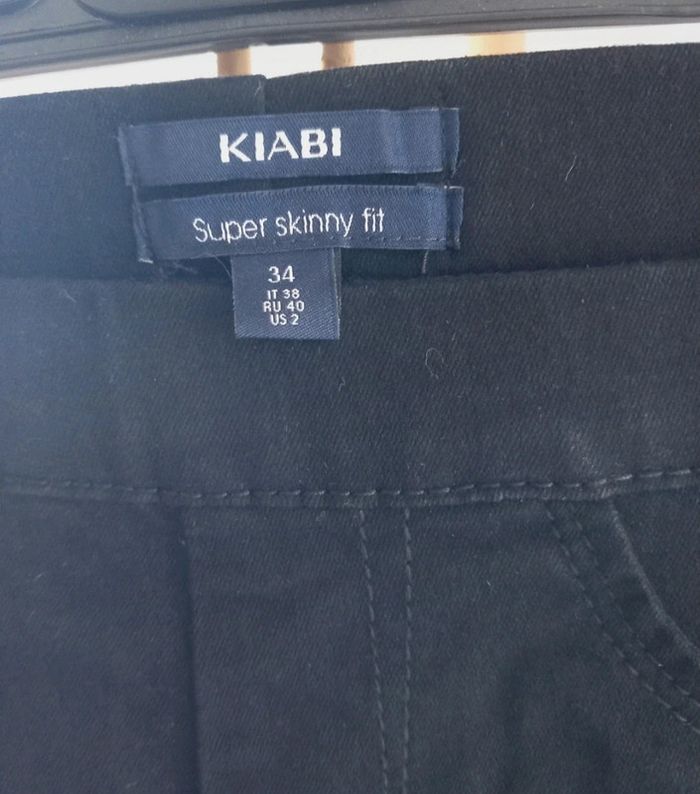 KIABI
Super skinny fit
34
IT 38
RU 40
US 2